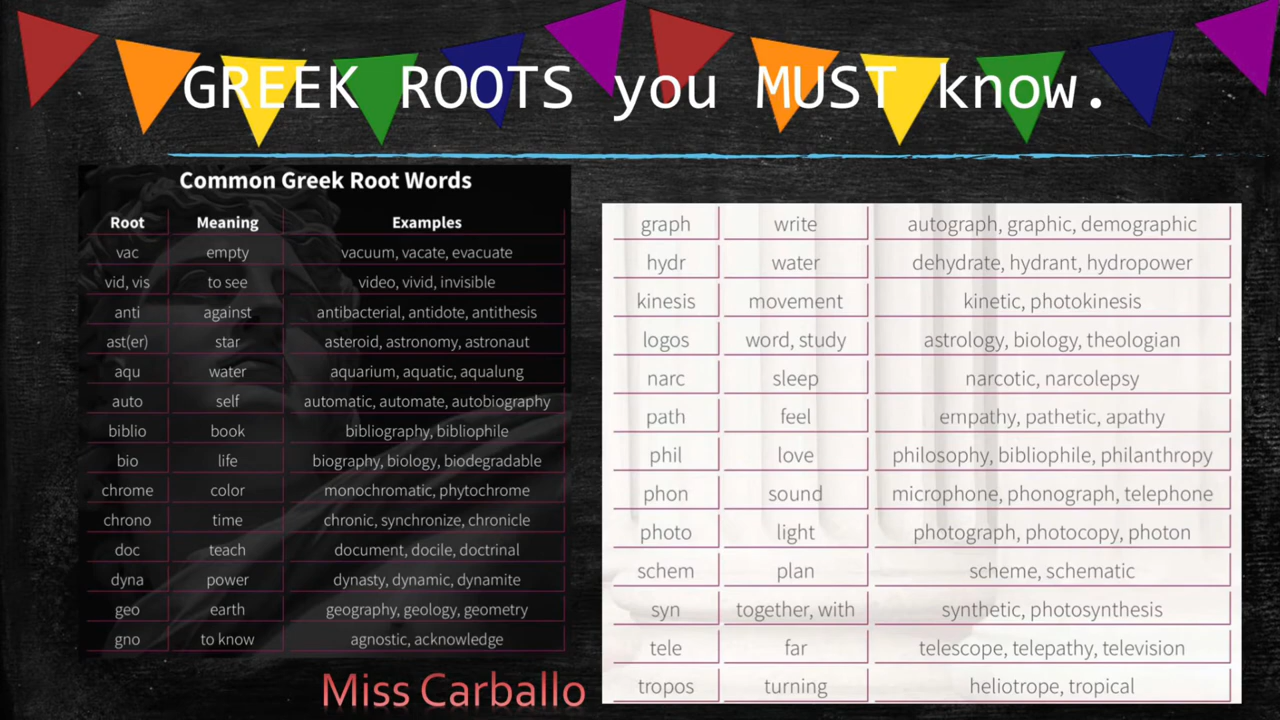 GREEK ROOTS you MUST know.
Common Greek Root Words
Root Meaning Examples
vac empty vacuum, vacate, evacuate
vid, vis to see video, vivid, invisible
anti against antibacterial, antidote, antithesis
ast(er) star asteroid, astronomy, astronaut
aqu water aquarium, aquatic, aqualung
auto self automatic, automate, autobiography
biblio book bibliography, bibliophile
bio life biography, biology, biodegradable
chrome color monochromatic, phytochrome
chrono time chronic, synchronize, chronicle
doc teach document, docile, doctrinal
dyna power dynasty, dynamic, dynamite
geo earth geography, geology, geometry
gno to know agnostic, acknowledge
graph write autograph, graphic, demographic
hydr water dehydrate, hydrant, hydropower
kinesis movement kinetic, photokinesis
logos word, study astrology, biology, theologian
narc sleep narcotic, narcolepsy
path feel empathy, pathetic, apathy
phil love philosophy, bibliophile, philanthropy
phon sound microphone, phonograph, telephone
photo light photograph, photocopy, photon
schem plan scheme, schematic
syn together, with synthetic, photosynthesis
tele far telescope, telepathy, television
tropos turning heliotrope, tropical
Miss Carballo